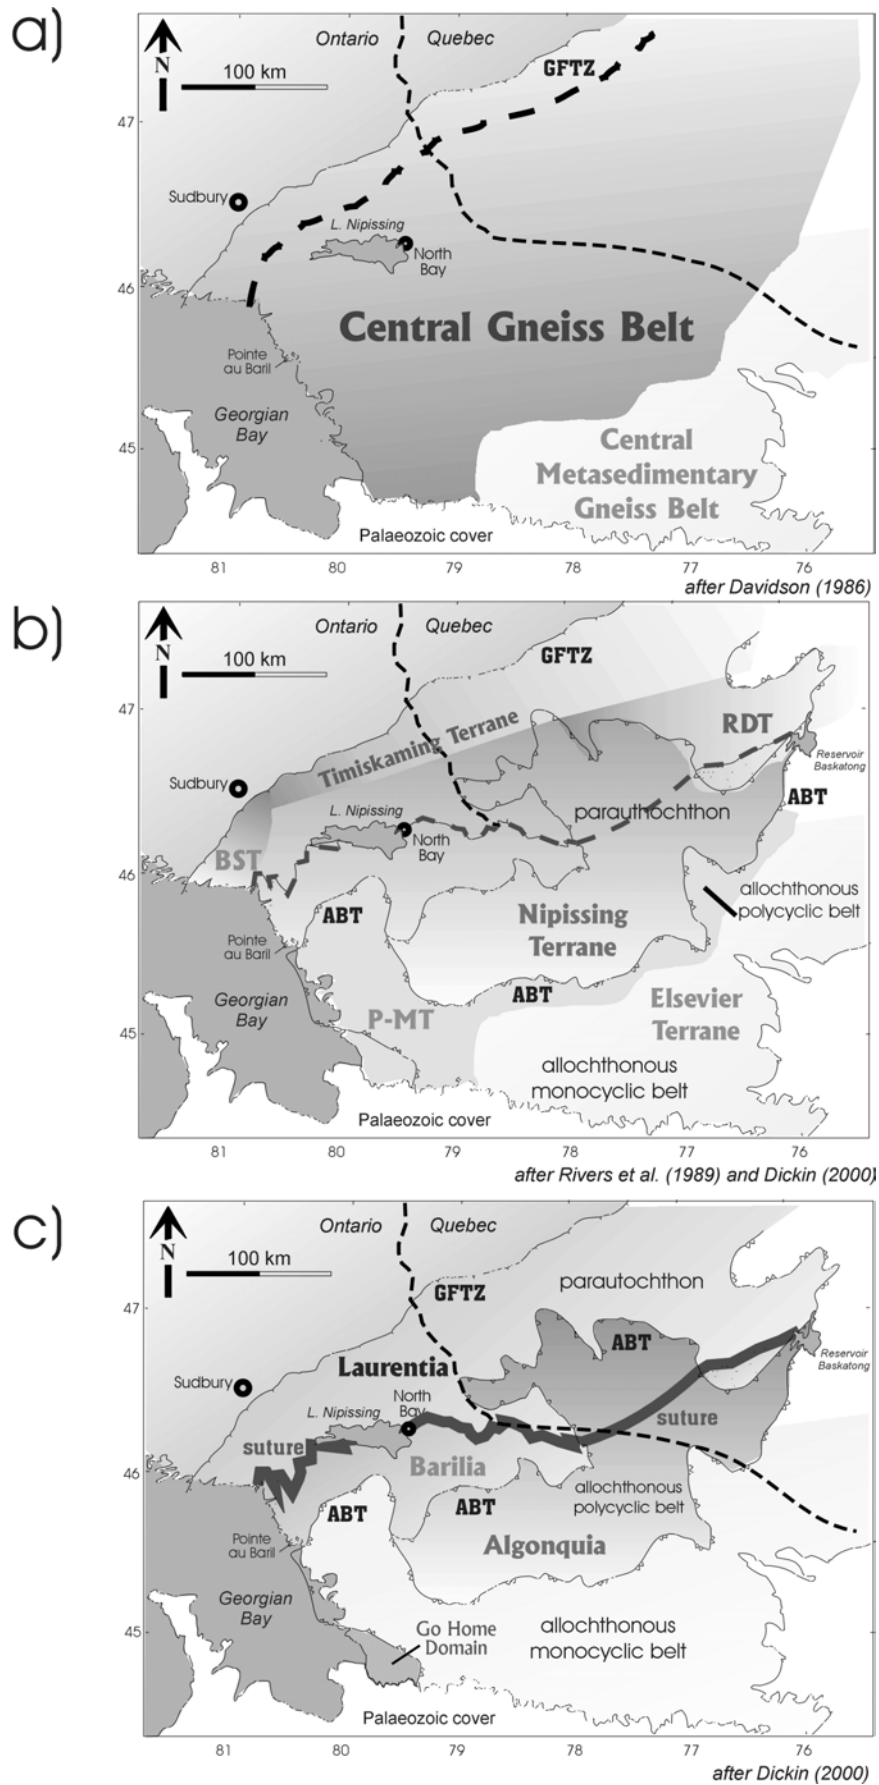 a)
Ontario Quebec
N
100 km
GFTZ
47
Sudbury
L. Nipissing
North
Bay
46
Central Gneiss Belt
Pointe
au Baril
Georgian
Bay
45
Central
Metasedimentary
Gneiss Belt
Palaeozoic cover
81 80 79 78 77 76
after Davidson (1986)
b)
Ontario Quebec
N
100 km
GFTZ
47
Timiskaming Terrane
RDT
Reservoir
Baskatong
Sudbury
ABT
L. Nipissing
parauthochthon
North
Bay
BST
46
allochthonous
polycyclic belt
ABT
Nipissing
Terrane
Pointe
au Baril
Georgian
Bay
ABT
Elsevier
Terrane
P-MT
45
allochthonous
monocyclic belt
Palaeozoic cover
81 80 79 78 77 76
after Rivers et al. (1989) and Dickin (2000)
c)
Ontario Quebec
N
100 km
parautochthon
GFTZ
47
ABT
Reservoir
Baskatong
Laurentia
Sudbury
North
Bay
L. Nipissing
suture
suture
Barilia
46
allochthonous
polycyclic belt
ABT
ABT
Pointe
au Baril
Algonquia
Georgian
Bay
Go Home
Domain
allochthonous
monocyclic belt
45
Palaeozoic cover
81 80 79 78 77 76
after Dickin (2000)